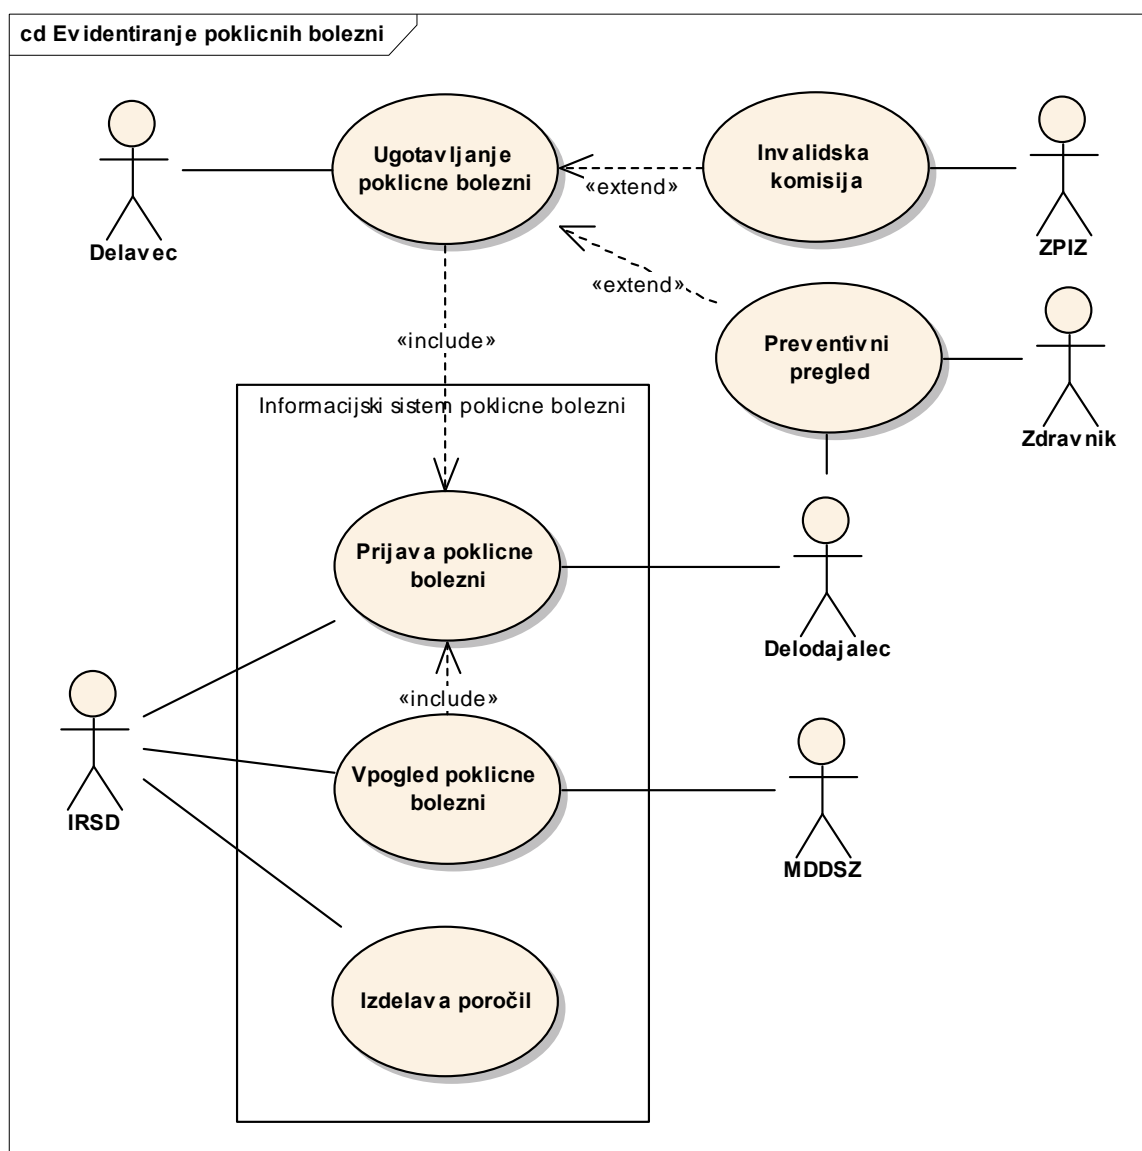 cd Evidentiranje poklicnih bolezni
Delavec
Ugotavljanje
poklicne bolezni
«extend»
Invalidska
komisija
ZPIZ
«extend»
Preventivni
pregled
Zdravnik
«include»
Informacijski sistem poklicne bolezni
Prijava poklicne
bolezni
Delodajalec
«include»
IRSD
Vpogled poklicne
bolezni
MDDSZ
Izdelava poročil